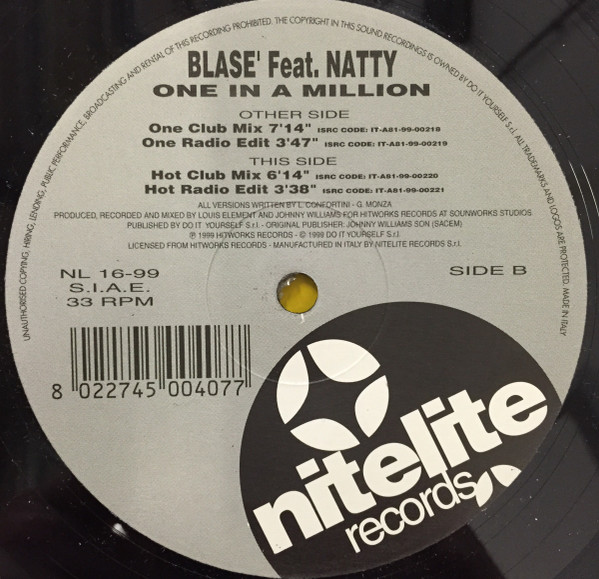 UNAUTHORISED COPYING, HIRING, LENDING, PUBLIC PERFORMANCE, BROADCASTING AND RENTAL OF THIS RECORDING PROHIBITED. THE COPYRIGHT IN THIS SOUND RECORDINGS IS OWNED BY DO IT YOURSELF S.r.l. ALL TRADEMARKS AND LOGOS ARE PROTECTED. MADE IN ITALY
BLASE' Feat. NATTY
ONE IN A MILLION
OTHER SIDE
One Club Mix 7'14" ISRC CODE: IT-A81-99-00218
One Radio Edit 3'47" ISRC CODE: IT-A81-99-00219
THIS SIDE
Hot Club Mix 6'14" ISRC CODE: IT-A81-99-00220
Hot Radio Edit 3'38" ISRC CODE: IT-A81-99-00221
ALL VERSIONS WRITTEN BY L. CONFORTINI - G. MONZA
PRODUCED, RECORDED AND MIXED BY LOUIS ELEMENT AND JOHNNY WILLIAMS FOR HITWORKS RECORDS AT SOUNWORKS STUDIOS
PUBLISHED BY DO IT YOURSELF S.r.l. - ORIGINAL PUBLISHER: JOHNNY WILLIAMS SON (SACEM)
℗ 1999 HITWORKS RECORDS - © 1999 DO IT YOURSELF S.r.l.
LICENSED FROM HITWORKS RECORDS - MANUFACTURED IN ITALY BY NITELITE RECORDS S.r.l.
NL 16-99
S.I.A.E.
33 RPM
SIDE B
8 022745 004077
nitelite
records